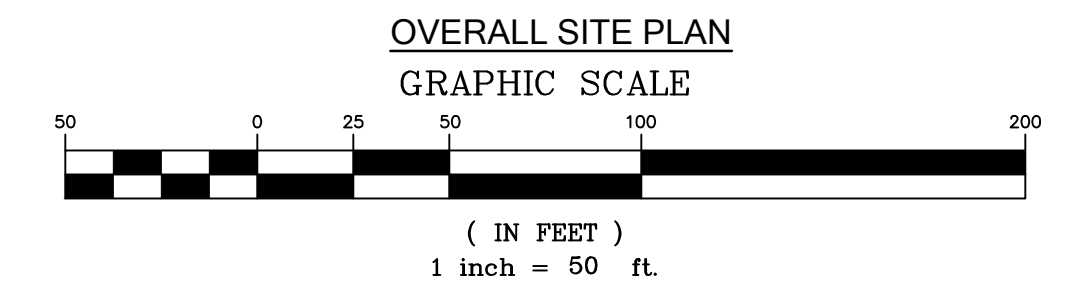 OVERALL SITE PLAN
GRAPHIC SCALE
50 0 25 50 100 200
( IN FEET )
1 inch = 50 ft.